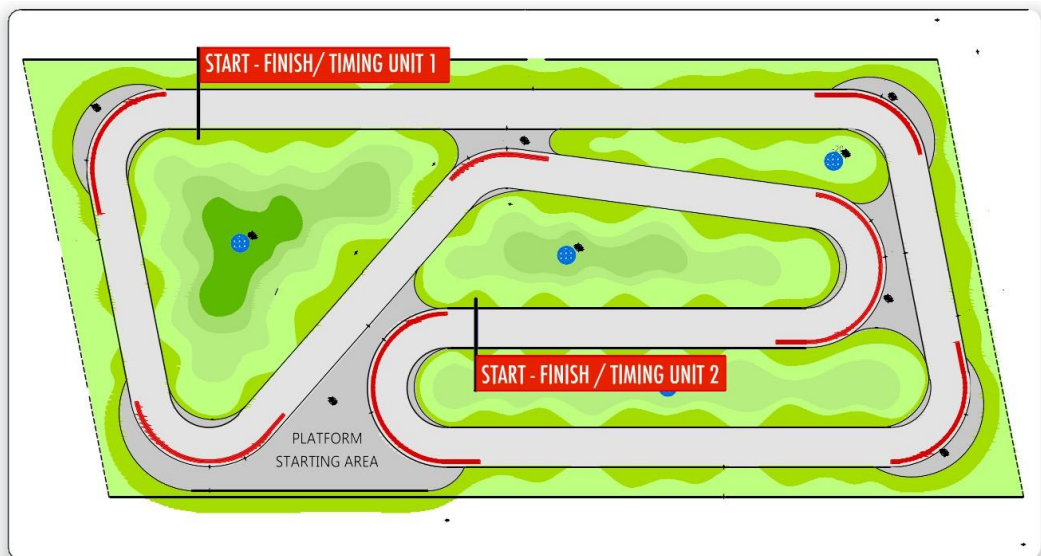 START - FINISH/ TIMING UNIT 1
START - FINISH / TIMING UNIT 2
PLATFORM
STARTING AREA